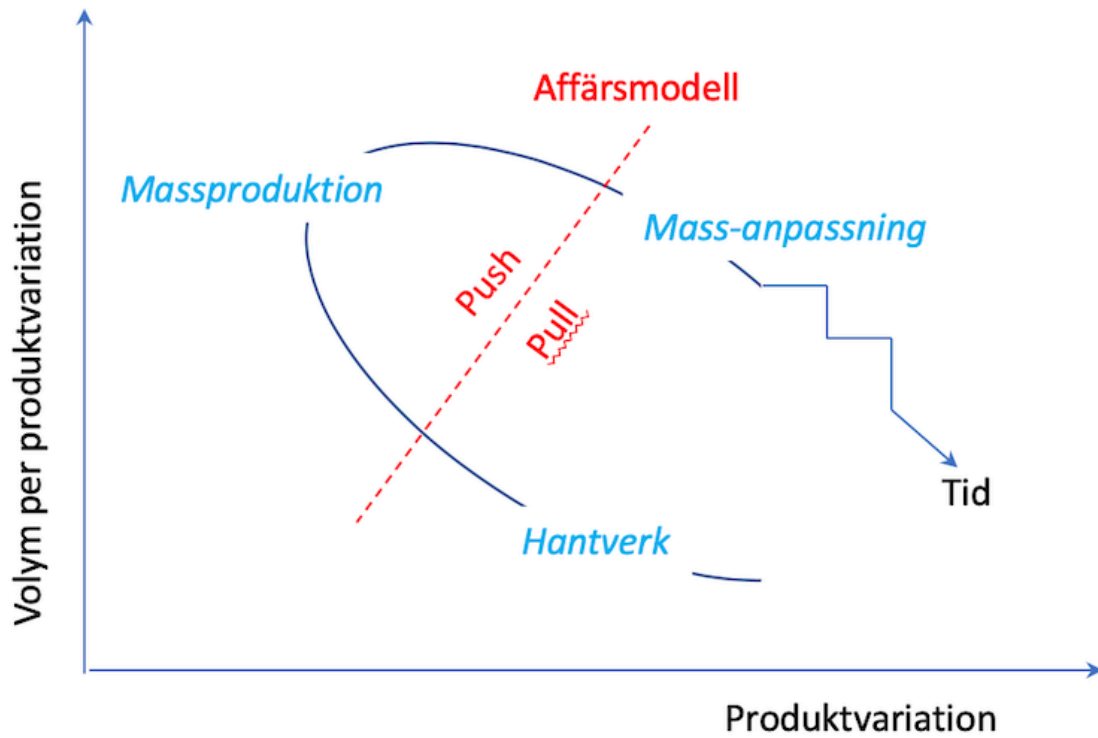 Affärsmodell
Massproduktion
Mass-anpassning
Push
Pull
Tid
Hantverk
Volym per produktvariation
Produktvariation